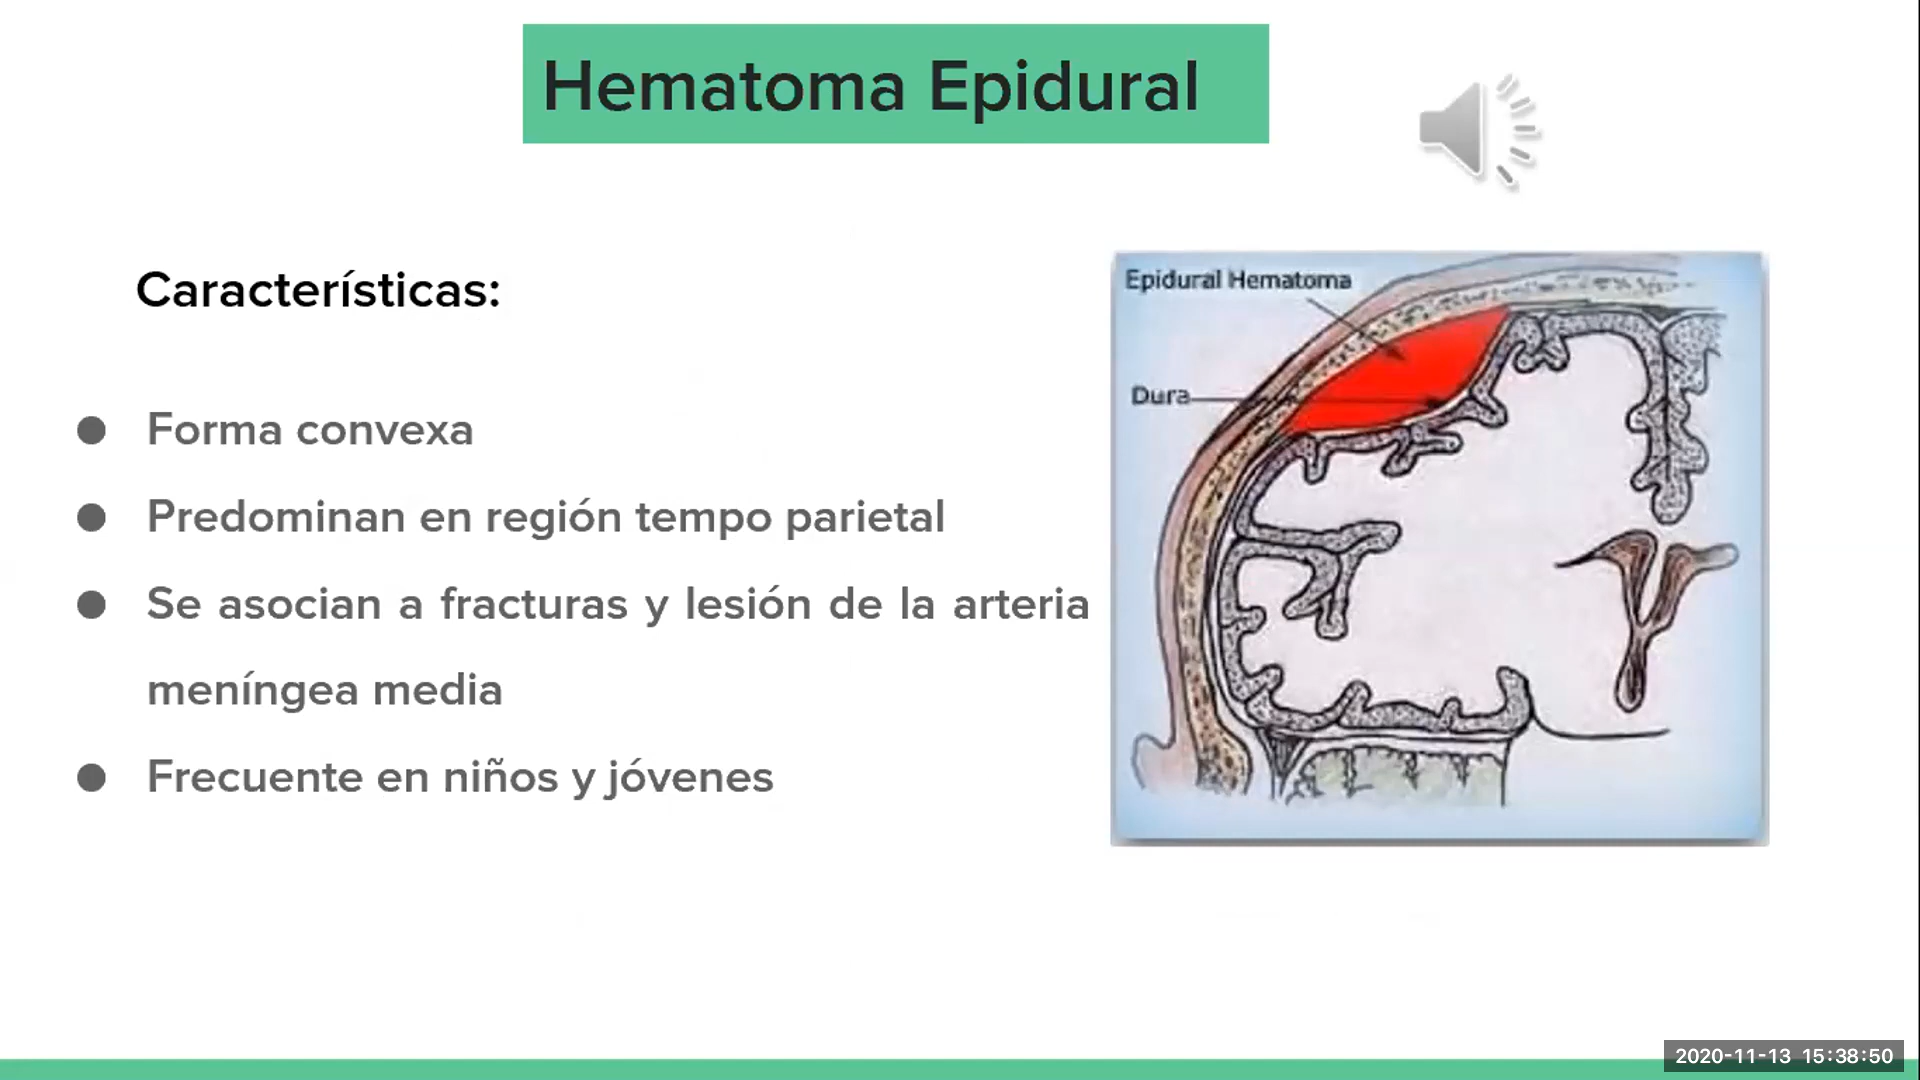 Hematoma Epidural
Características:
Forma convexa
Predominan en región tempo parietal
Se asocian a fracturas y lesión de la arteria
meníngea media
Frecuente en niños y jóvenes
Epidural Hematoma
Dura
2020-11-13 15:38:50